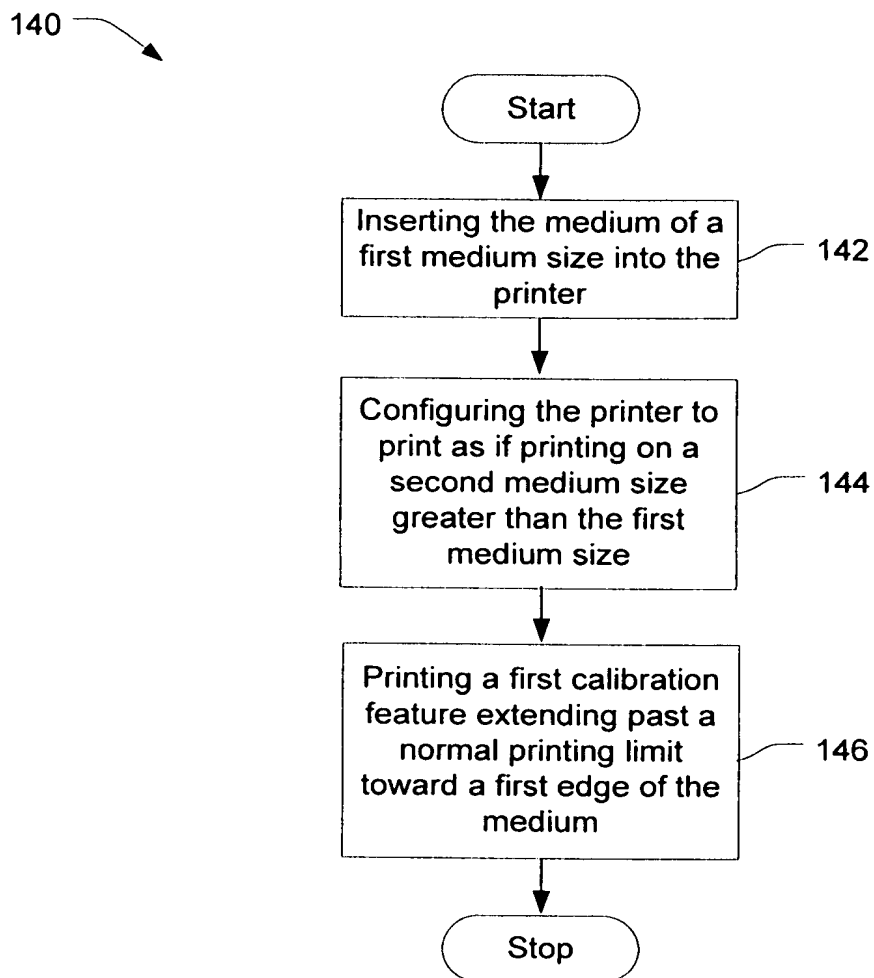 140
Start
Inserting the medium of a
first medium size into the
printer
142
Configuring the printer to
print as if printing on a
second medium size
greater than the first
medium size
144
Printing a first calibration
feature extending past a
normal printing limit
toward a first edge of the
medium
146
Stop